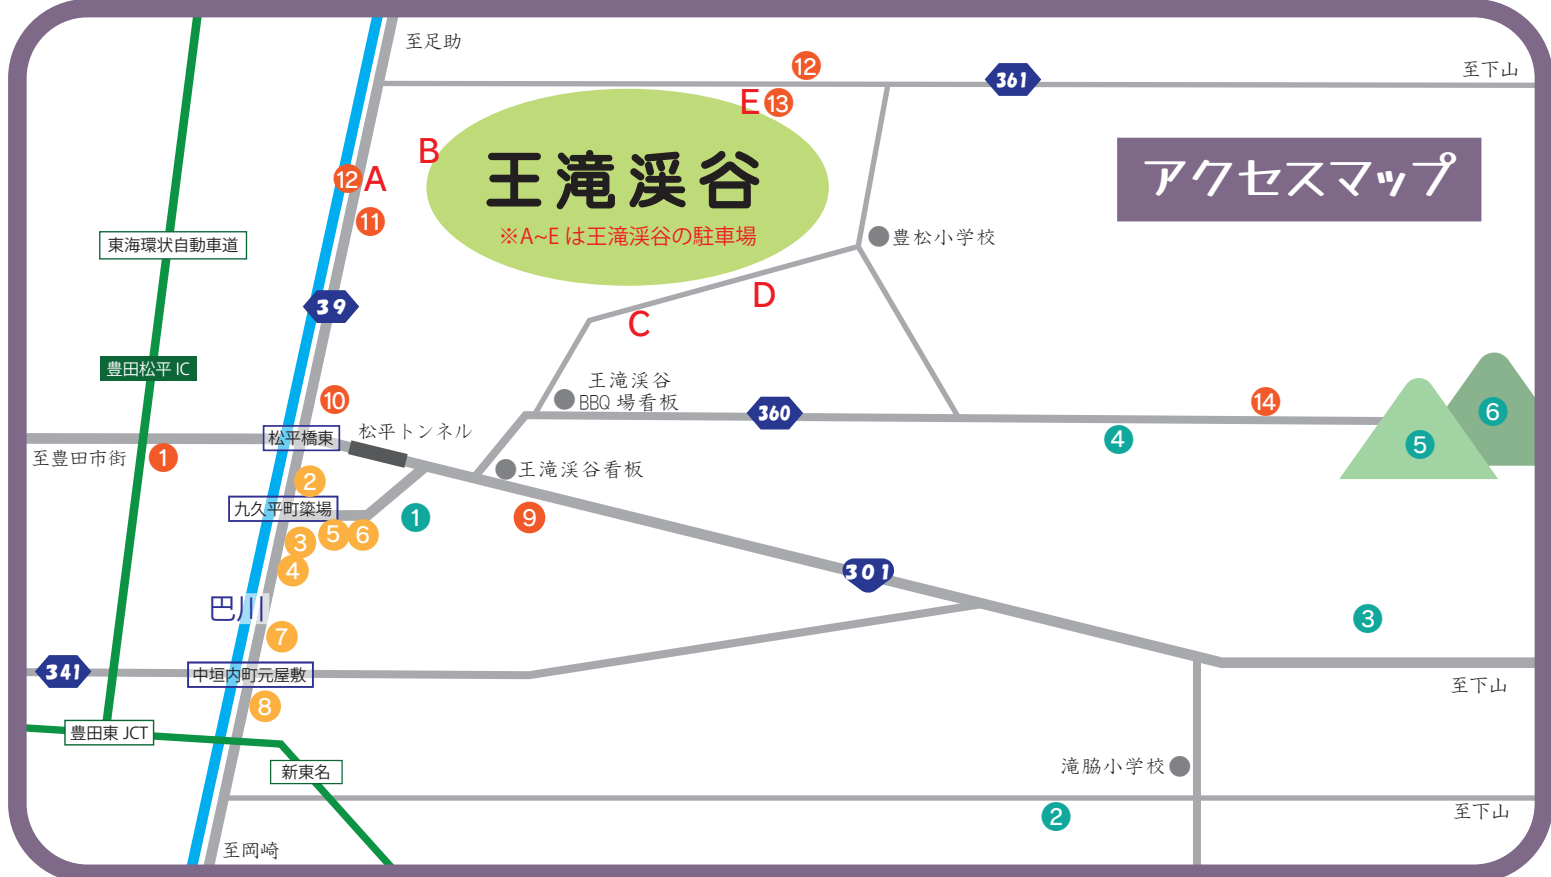 至足助
⑫
361
至下山
E⑬
アクセスマップ
B
王滝渓谷
⑫A
※A~Eは王滝渓谷の駐車場
⑪
東海環状自動車道
豊松小学校
39
D
C
豊田松平 IC
王滝渓谷
BBQ 場看板
⑩
360
⑭
⑥
松平橋東
松平トンネル
④
⑤
至豊田市街
①
王滝渓谷看板
②
九久平町簗場
①
⑨
③
⑤
⑥
④
301
巴川
③
⑦
341
中垣内町元屋敷
至下山
⑧
豊田東 JCT
新東名
滝脇小学校
②
至下山
至岡崎